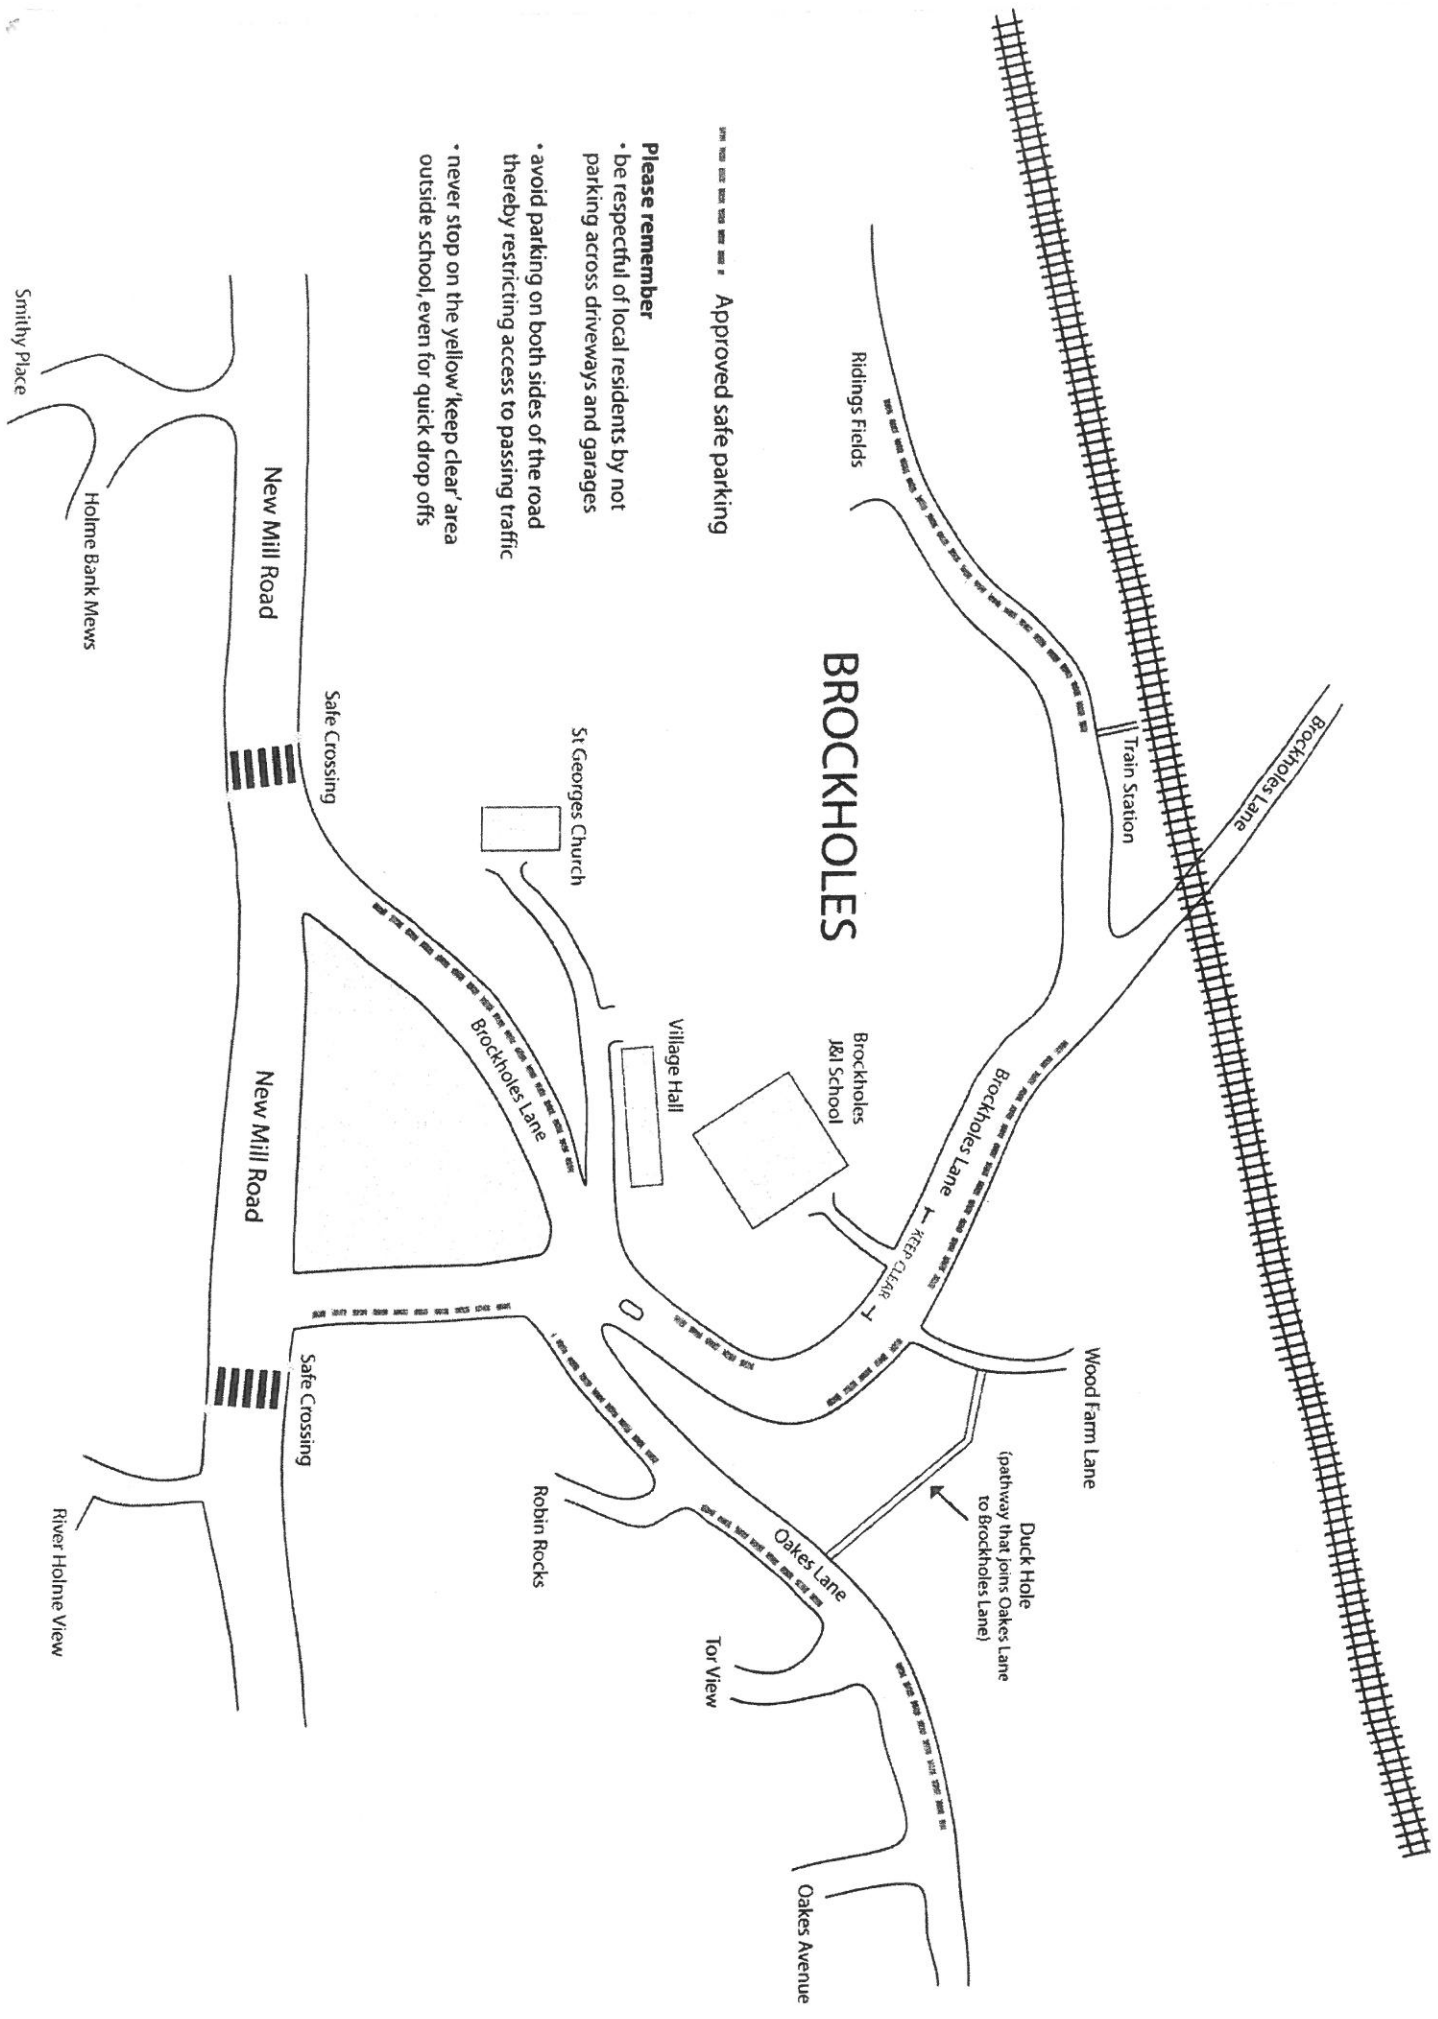 Approved safe parking
Please remember
• be respectful of local residents by not
parking across driveways and garages
• avoid parking on both sides of the road
thereby restricting access to passing traffic
• never stop on the yellow 'keep clear' area
outside school, even for quick drop offs
BROCKHOLES
Brockholes Lane
Train Station
Ridings Fields
Brockholes Lane
KEEP CLEAR
Wood Farm Lane
Duck Hole
(pathway that joins Oakes Lane
to Brockholes Lane)
Brockholes
J&I School
Village Hall
St Georges Church
Brockholes Lane
Oakes Lane
Robin Rocks
Tor View
Oakes Avenue
Safe Crossing
Safe Crossing
New Mill Road
New Mill Road
Smithy Place
Holme Bank Mews
River Holme View